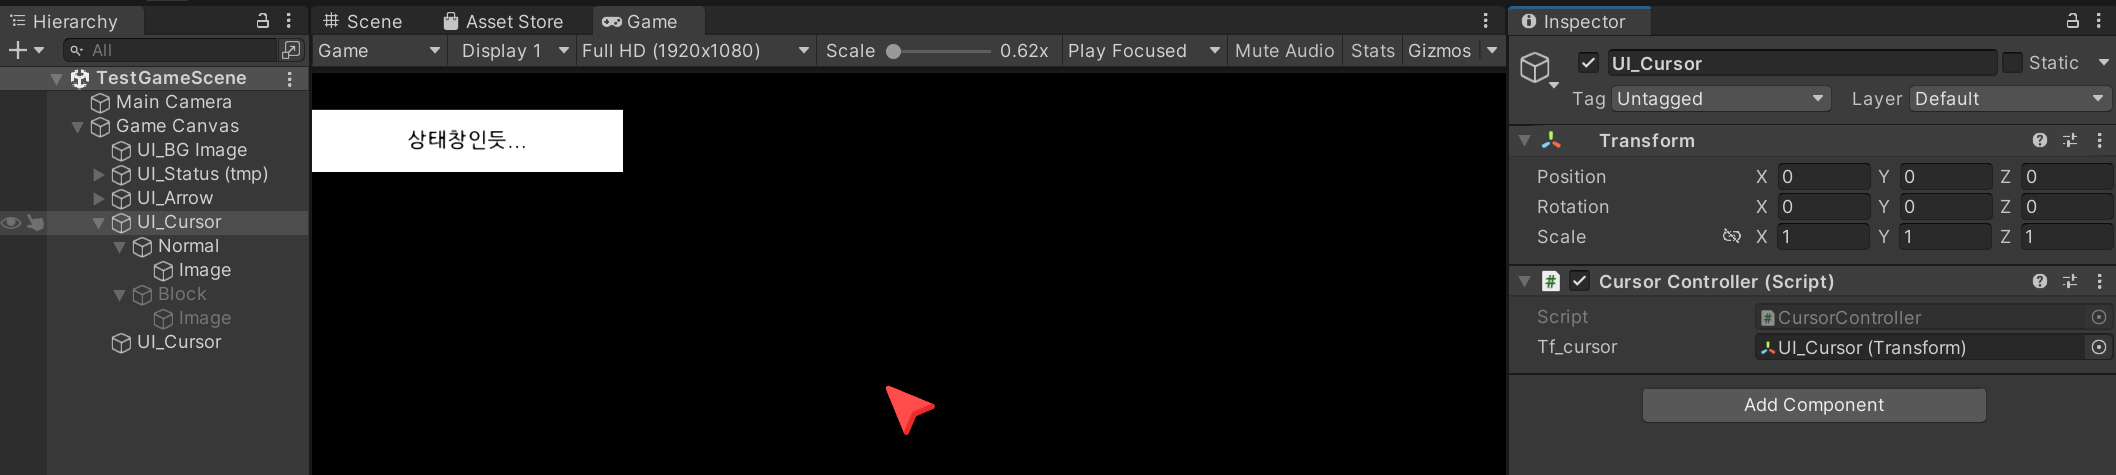 Hierarchy
All
TestGameScene
Main Camera
Game Canvas
UI_BG Image
UI_Status (tmp)
UI_Arrow
UI_Cursor
Normal
Image
Block
Image
UI_Cursor
Scene Asset Store Game
Game Display 1 Full HD (1920x1080) Scale 0.62x Play Focused Mute Audio Stats Gizmos
상태창인듯...
Inspector
UI_Cursor Static
Tag Untagged Layer Default
Transform
Position X 0 Y 0 Z 0
Rotation X 0 Y 0 Z 0
Scale X 1 Y 1 Z 1
# Cursor Controller (Script)
Script # CursorController
Tf_cursor UI_Cursor (Transform)
Add Component